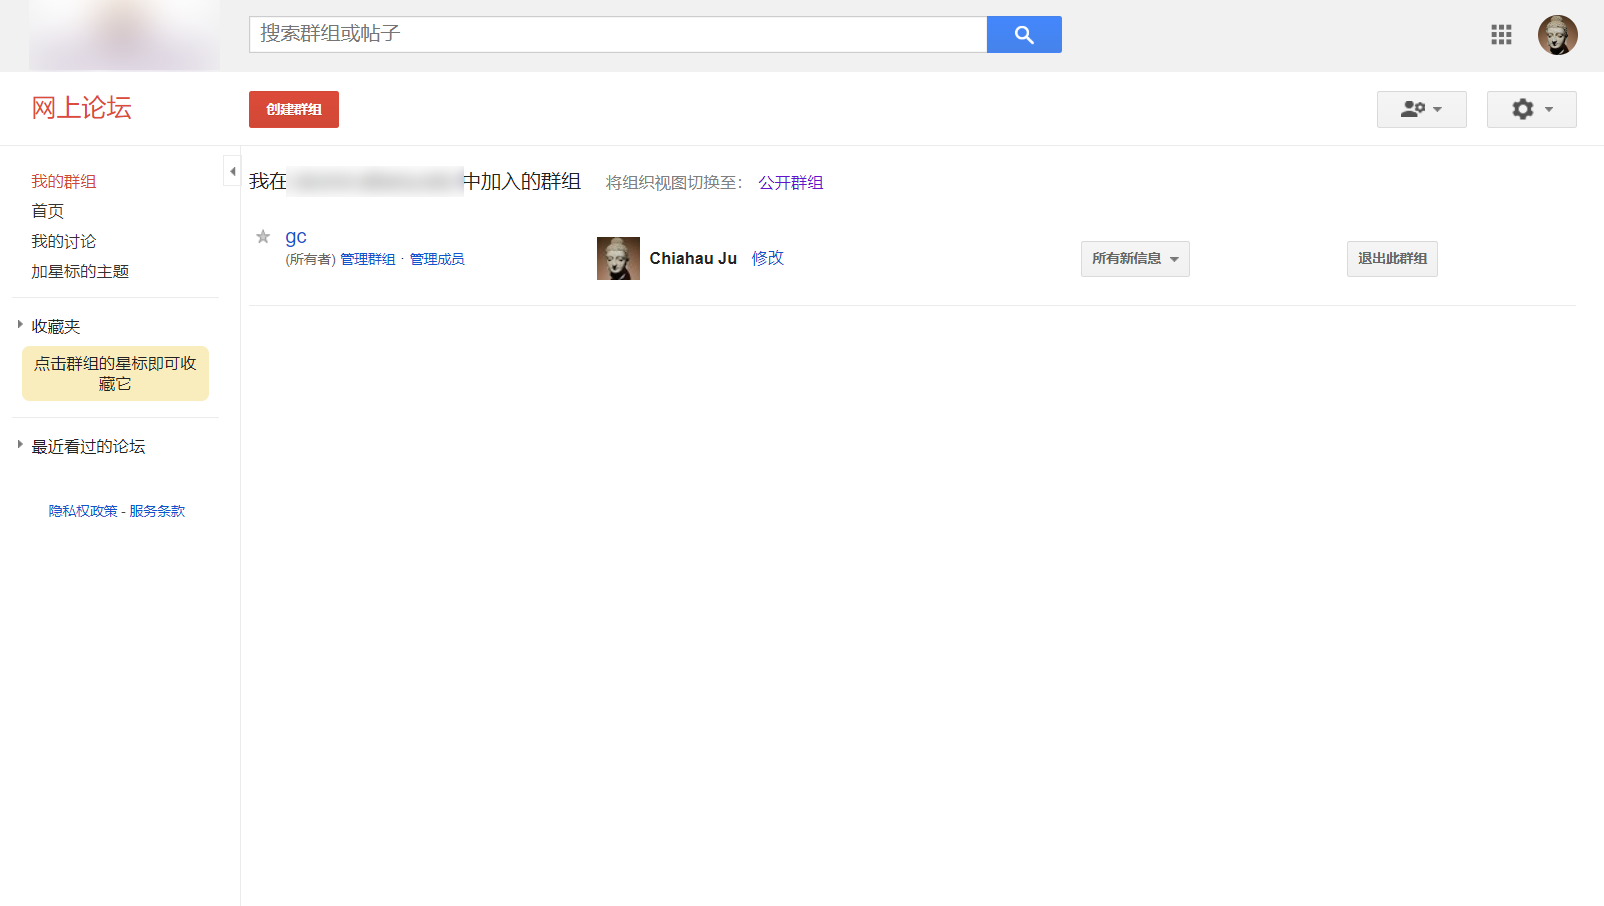 搜索群组或帖子
网上论坛
创建群组
我的群组
首页
我的讨论
加星标的主题
收藏夹
点击群组的星标即可收
藏它
最近看过的论坛
隐私权政策 - 服务条款
我在
中加入的群组 将组织视图切换至： 公开群组
gc
(所有者) 管理群组 · 管理成员
Chiahau Ju 修改
所有新信息
退出此群组